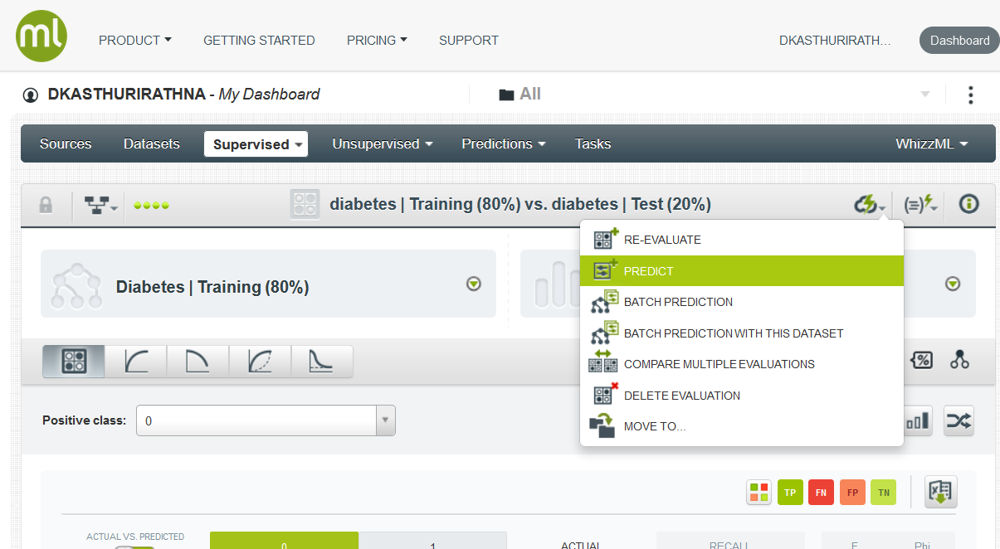 ml
PRODUCT
GETTING STARTED
PRICING
SUPPORT
DKASTHURIRATH...
Dashboard
DKASTHURIRATHNA - My Dashboard
All
Sources
Datasets
Supervised
Unsupervised
Predictions
Tasks
WhizzML
diabetes | Training (80%) vs. diabetes | Test (20%)
(=)
RE-EVALUATE
PREDICT
BATCH PREDICTION
BATCH PREDICTION WITH THIS DATASET
COMPARE MULTIPLE EVALUATIONS
DELETE EVALUATION
MOVE TO...
Diabetes | Training (80%)
%
Positive class:
0
TP
FN
FP
TN
X
ACTUAL VS. PREDICTED
0
1
ACTUAL
RECALL
F
Phi